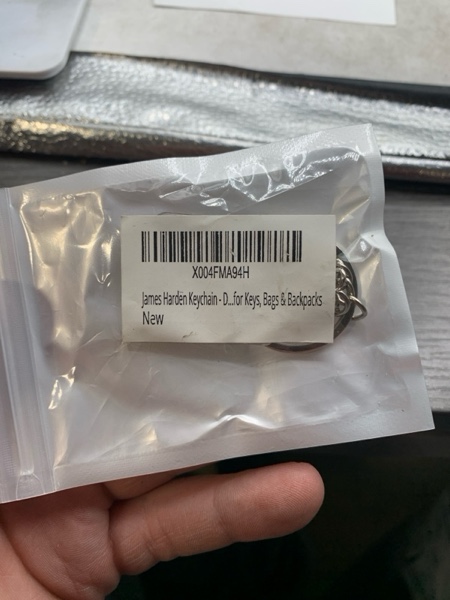 X004FMA94H
James Harden Keychain - D...for Keys, Bags & Backpacks
New